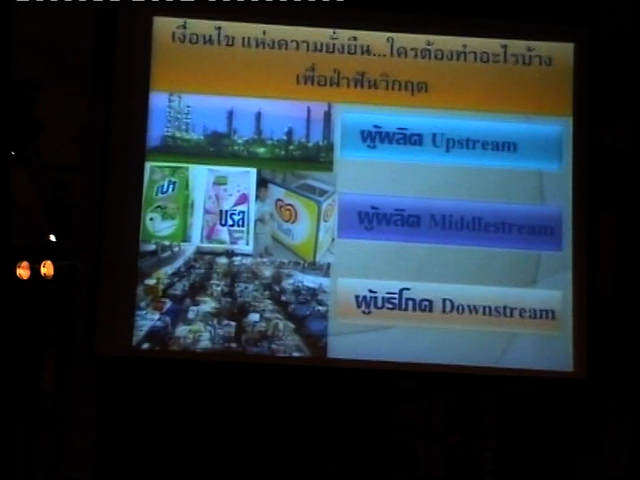 เงื่อนไข แห่งความยั่งยืน...ใครต้องทำอะไรบ้าง
เพื่อฝ่าฟันวิกฤต
ผู้ผลิต Upstream
เปา
บรีส
ผู้ผลิต Middlestream
ผู้บริโภค Downstream